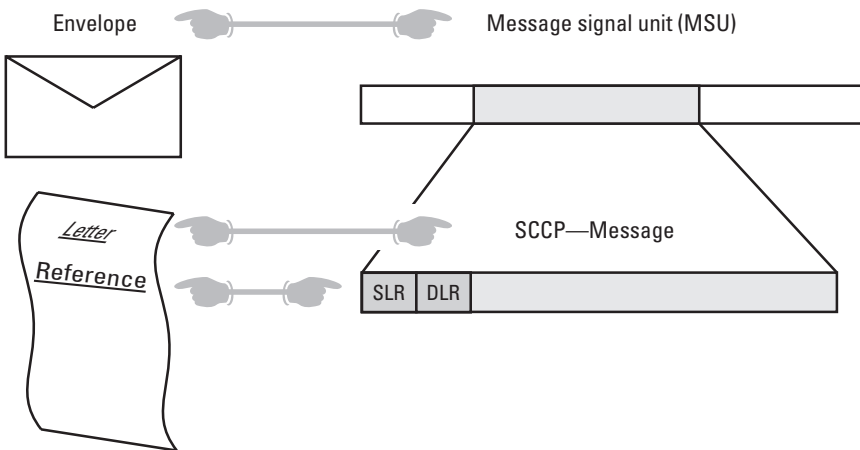 Envelope
Message signal unit (MSU)
Letter
SCCP—Message
Reference
SLR DLR